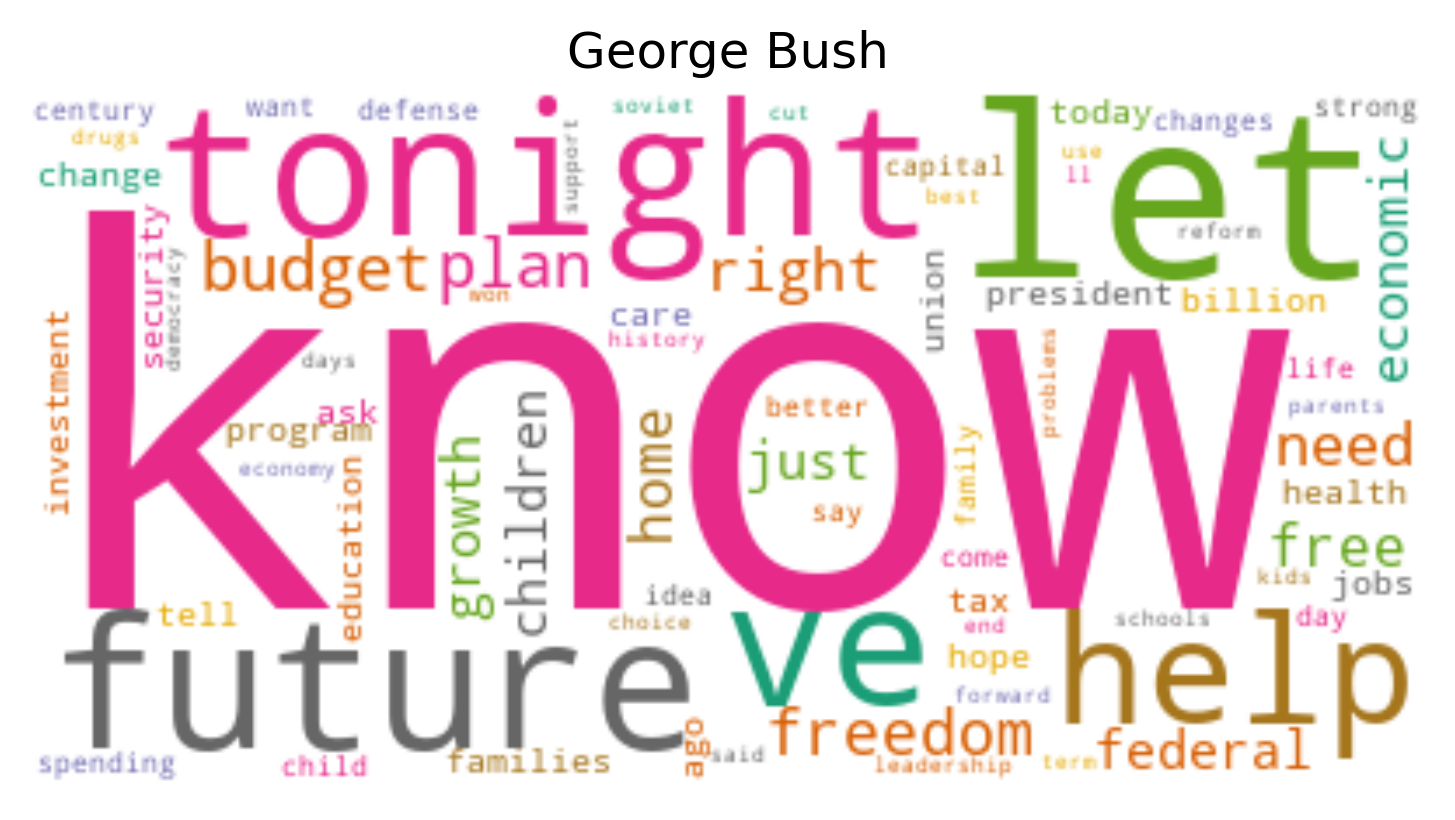 George Bush
century
want
defense
soviet
cut
today
changes
strong
drugs
tonight
let
support
capital
use
change
best
ll
economic
know
security
democracy
budget
plan
right
reform
won
union
president
billion
investment
care
history
days
problems
life
ask
program
better
parents
economy
growth
children
home
just
family
need
education
say
health
come
free
kids
jobs
tell
idea
tax
choice
end
schools
day
future
ve
hope
help
forward
spending
child
families
ago
said
freedom
leadership
term
federal